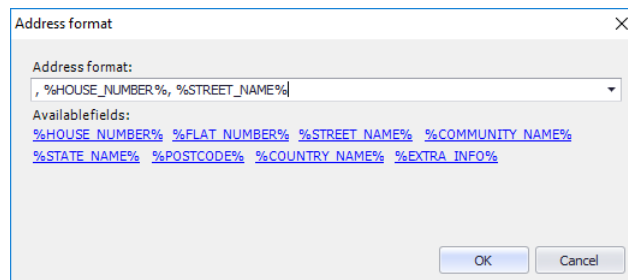 Address format
Address format:
, %HOUSE_NUMBER%, %STREET_NAME%
Availablefields:
%HOUSE_NUMBER% %FLAT_NUMBER% %STREET_NAME% %COMMUNITY_NAME%
%STATE_NAME% %POSTCODE% %COUNTRY_NAME% %EXTRA_INFO%
OK Cancel